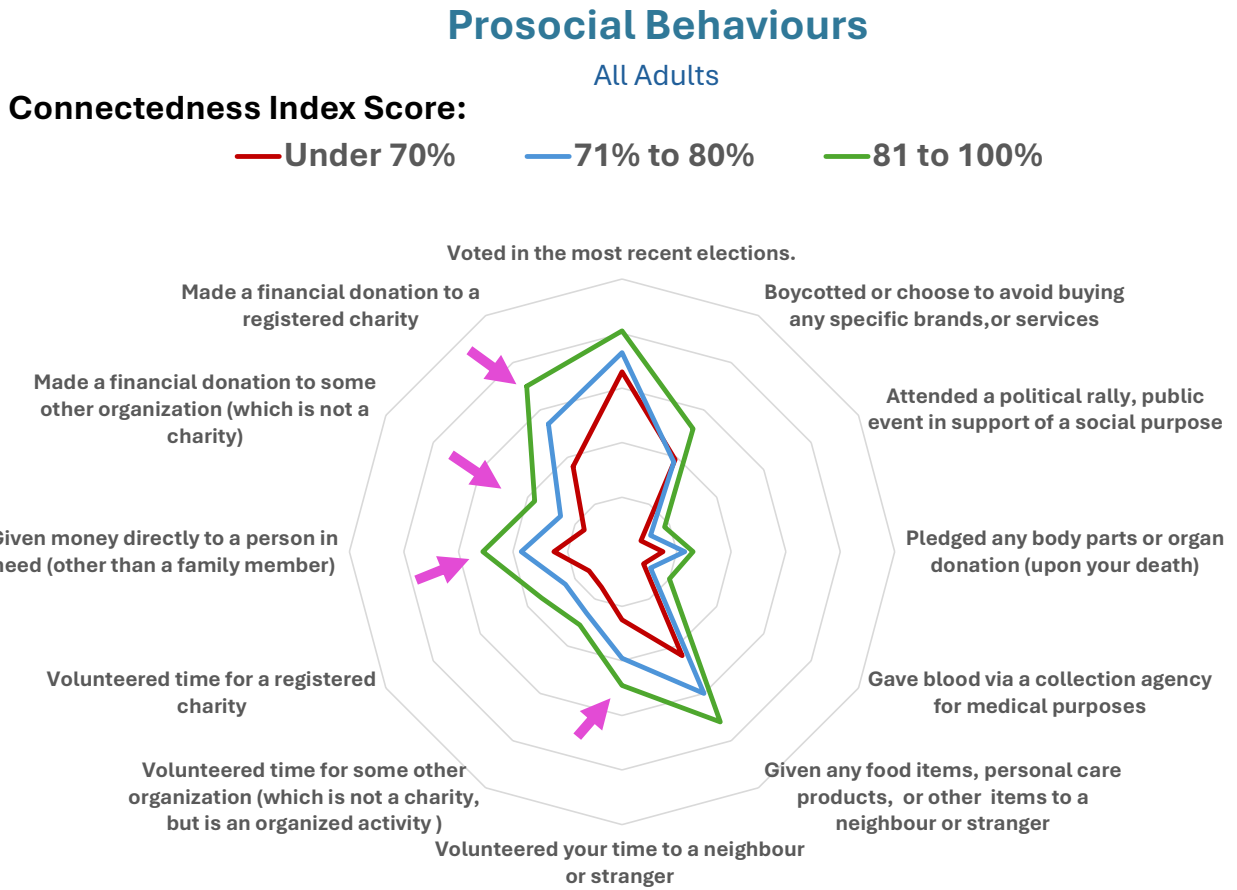 Prosocial Behaviours
All Adults
Connectedness Index Score:
Under 70%
71% to 80%
81 to 100%
Voted in the most recent elections.
Made a financial donation to a
registered charity
Boycotted or choose to avoid buying
any specific brands,or services
Made a financial donation to some
other organization (which is not a
charity)
Attended a political rally, public
event in support of a social purpose
Given money directly to a person in
need (other than a family member)
Pledged any body parts or organ
donation (upon your death)
Volunteered time for a registered
charity
Gave blood via a collection agency
for medical purposes
Volunteered time for some other
organization (which is not a charity,
but is an organized activity )
Given any food items, personal care
products,  or other  items to a
neighbour or stranger
Volunteered your time to a neighbour
or stranger